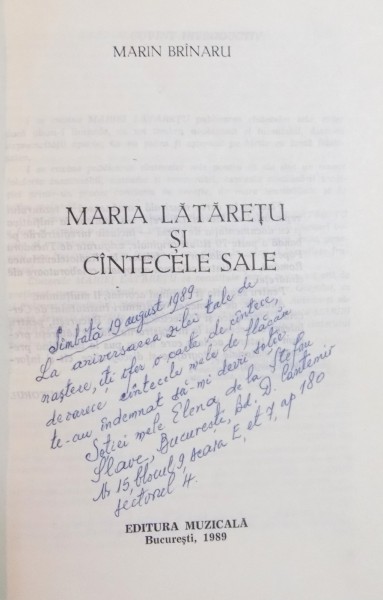 MARIN BRÎNARU
MARIA LĂTĂREȚU
ȘI
CÎNTECELE SALE
Sîmbătă 19 august 1989
La aniversarea zilei tale de
naștere, îți ofer o carte de cîntece,
deoarece cîntecele mele de flăcău
te-au îndemnat să-mi devii soție.
Soției mele Elena de la Ștefan
Slave, București, Bd. D. Cantemir
Nr 15, blocul 9, scara E, et 7, ap 180
sectorul 4.
EDITURA MUZICALĂ
București, 1989